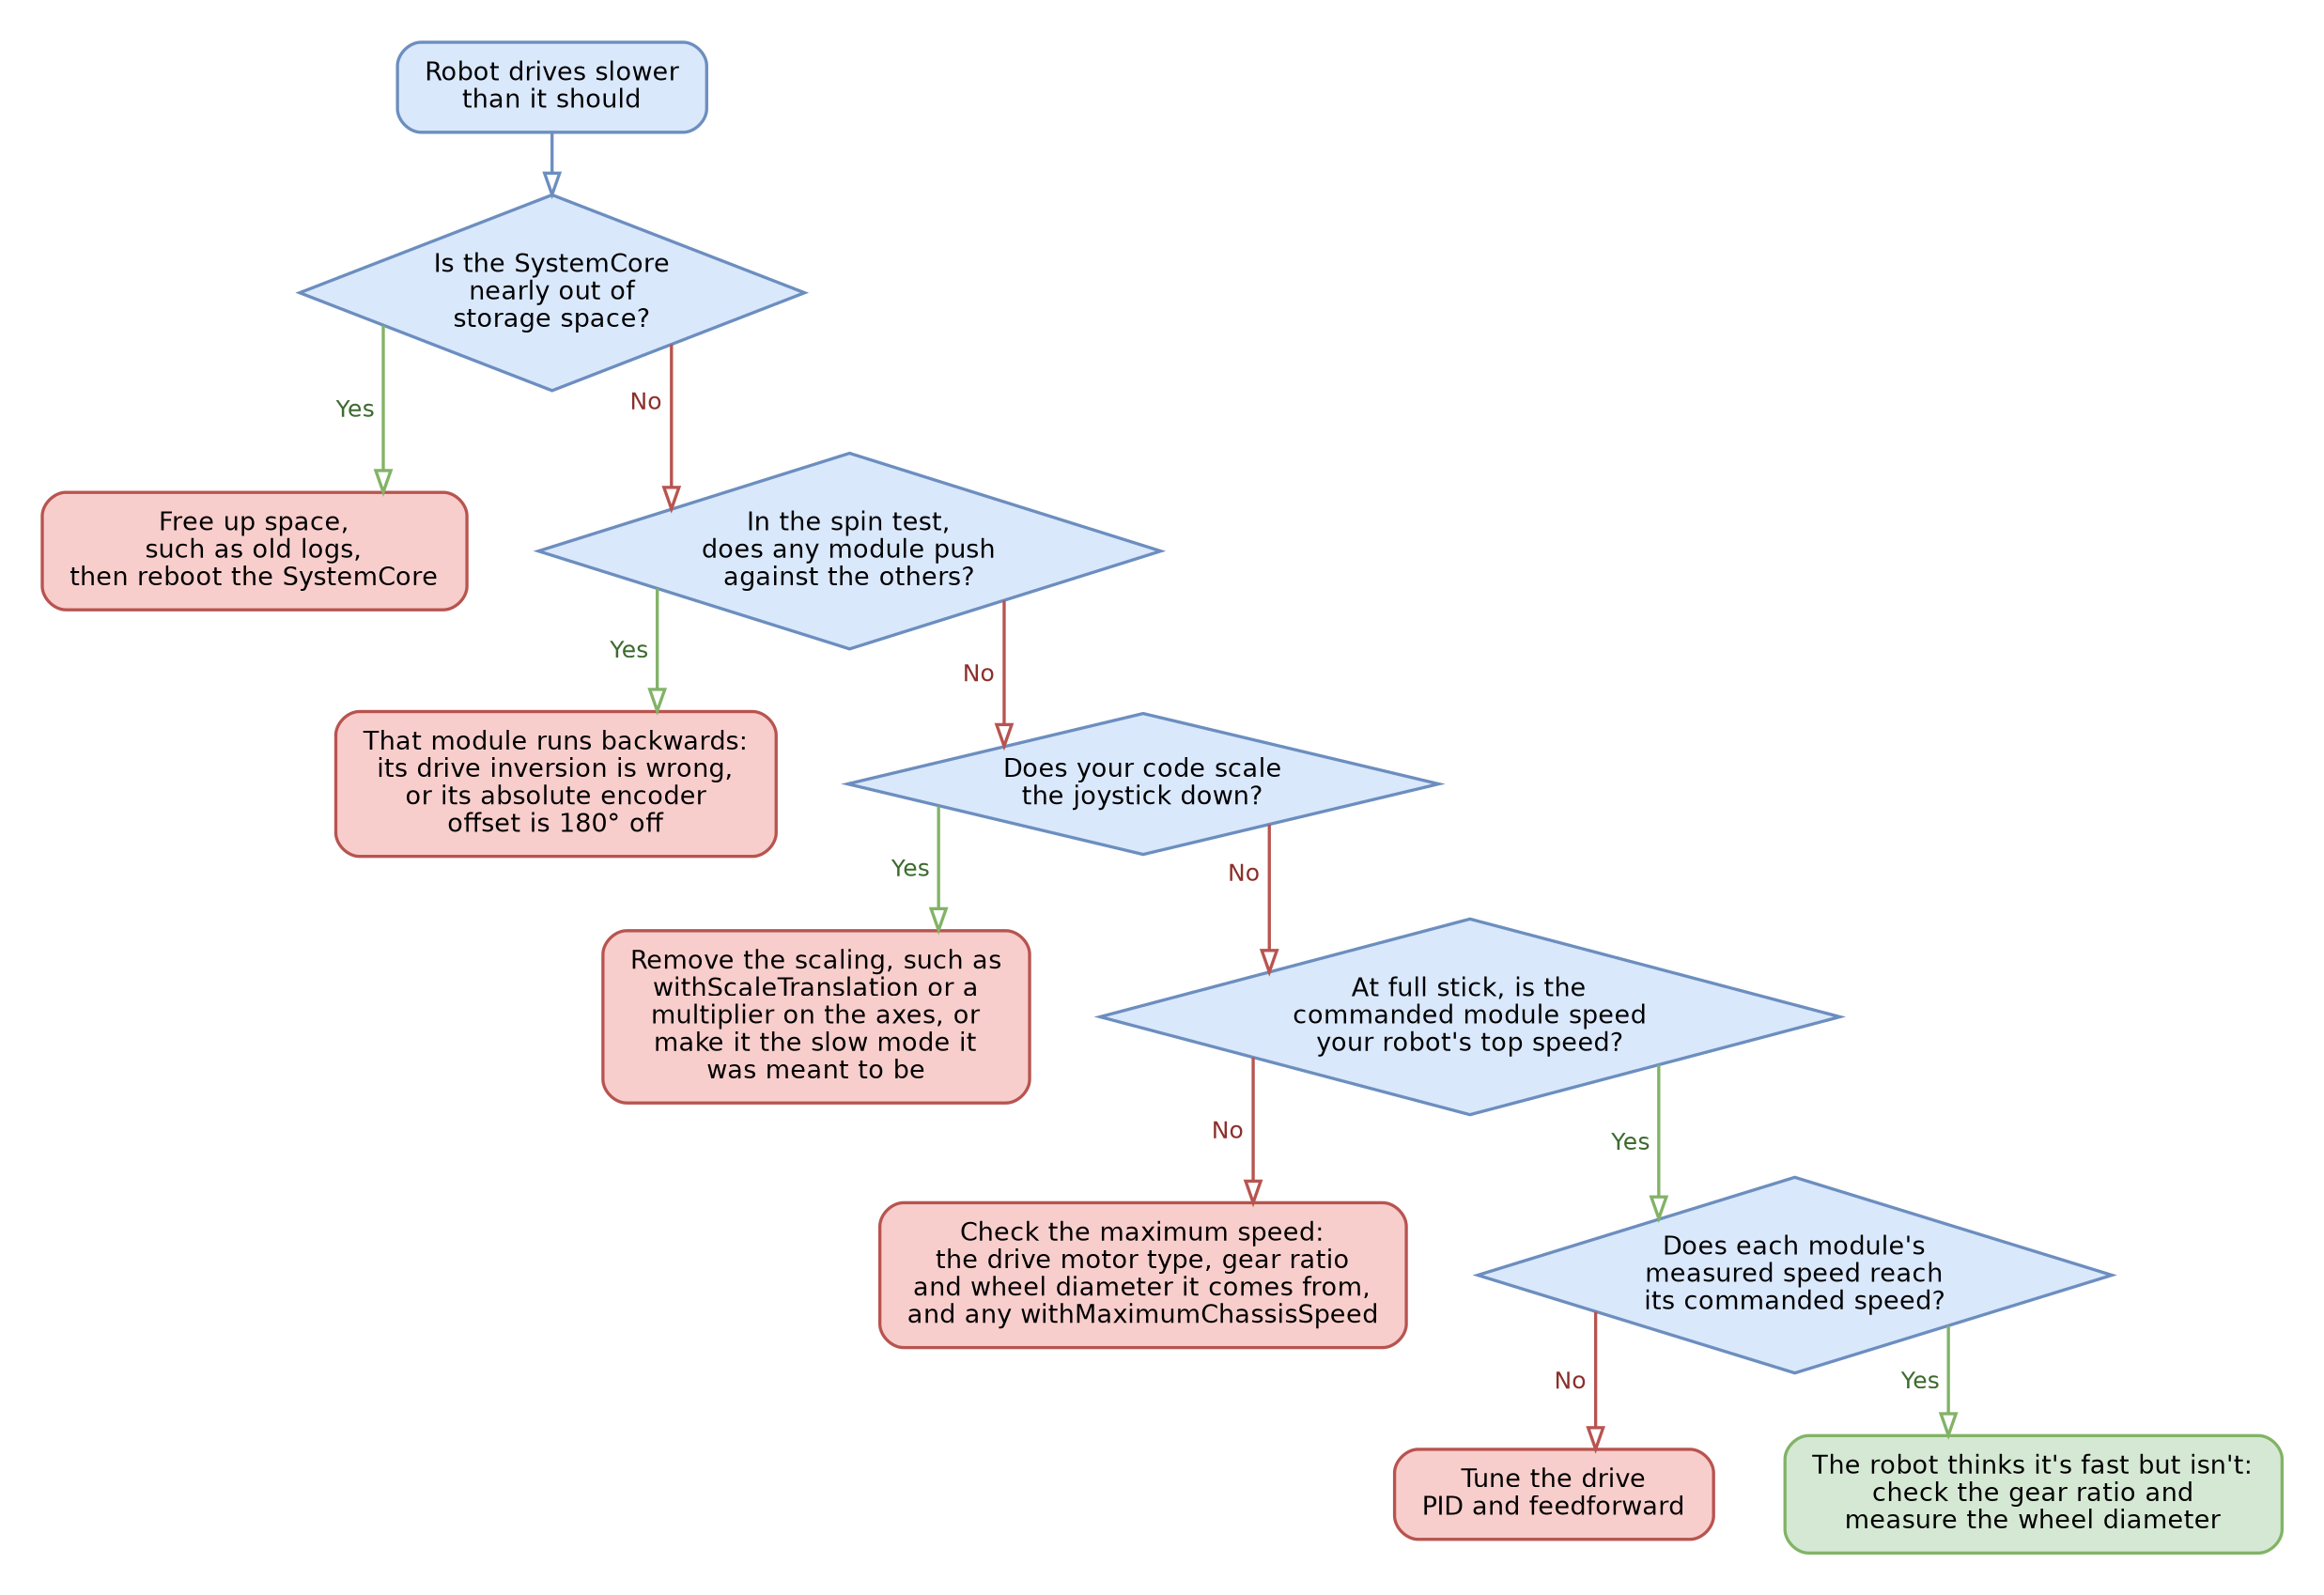 Robot drives slower
than it should
Is the SystemCore
nearly out of
storage space?
Yes
No
Free up space,
such as old logs,
then reboot the SystemCore
In the spin test,
does any module push
against the others?
Yes
No
That module runs backwards:
its drive inversion is wrong,
or its absolute encoder
offset is 180° off
Does your code scale
the joystick down?
Yes
No
Remove the scaling, such as
withScaleTranslation or a
multiplier on the axes, or
make it the slow mode it
was meant to be
At full stick, is the
commanded module speed
your robot's top speed?
No
Yes
Check the maximum speed:
the drive motor type, gear ratio
and wheel diameter it comes from,
and any withMaximumChassisSpeed
Does each module's
measured speed reach
its commanded speed?
No
Yes
Tune the drive
PID and feedforward
The robot thinks it's fast but isn't:
check the gear ratio and
measure the wheel diameter